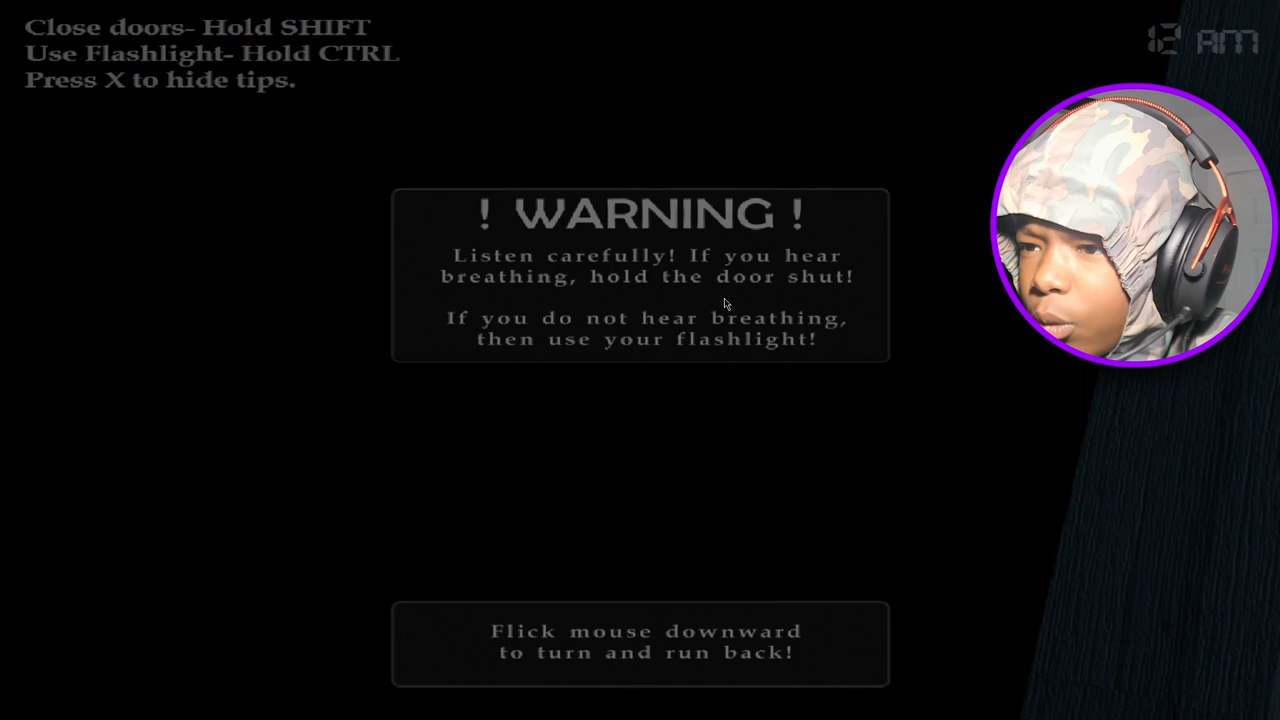 Close doors- Hold SHIFT
Use Flashlight- Hold CTRL
Press X to hide tips.
12 AM
! WARNING !
Listen carefully! If you hear
breathing, hold the door shut!
If you do not hear breathing,
then use your flashlight!
Flick mouse downward
to turn and run back!